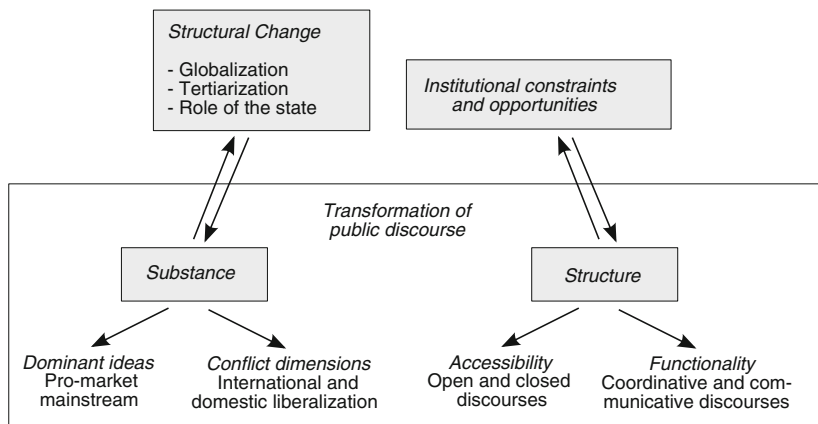 Structural Change
- Globalization
- Tertiarization
- Role of the state
Institutional constraints
and opportunities
Transformation of
public discourse
Substance
Structure
Dominant ideas
Pro-market
mainstream
Conflict dimensions
International and
domestic liberalization
Accessibility
Open and closed
discourses
Functionality
Coordinative and com-
municative discourses